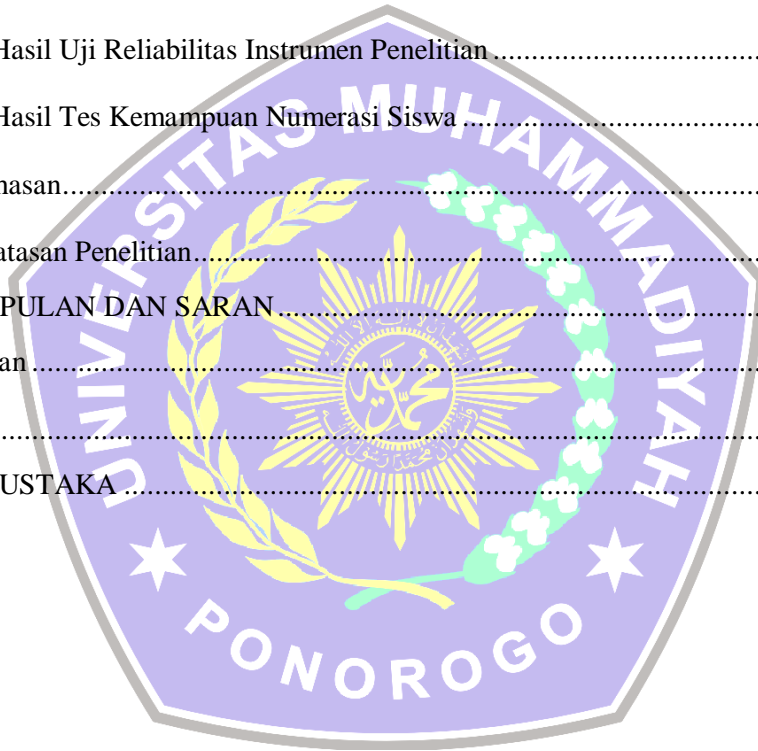 Hasil Uji Reliabilitas Instrumen Penelitian ....................................
Hasil Tes Kemampuan Numerasi Siswa ........................................
hasan.....................................................................................................
atasan Penelitian...................................................................................
PULAN DAN SARAN .................................................................
an .........................................................................................................
..............................................................................................................
USTAKA .......................................................................................
UNIVERSITAS MUHAMMADIYAH
PONOROGO
محمدية